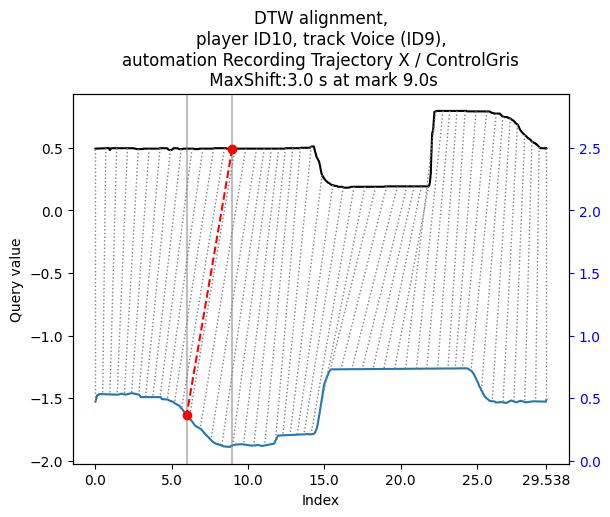 DTW alignment,
player ID10, track Voice (ID9),
automation Recording Trajectory X / ControlGris
MaxShift:3.0 s at mark 9.0s
Query value
0.5
0.0
−0.5
−1.0
−1.5
−2.0
2.5
2.0
1.5
1.0
0.5
0.0
0.0 5.0 10.0 15.0 20.0 25.0 29.538
Index